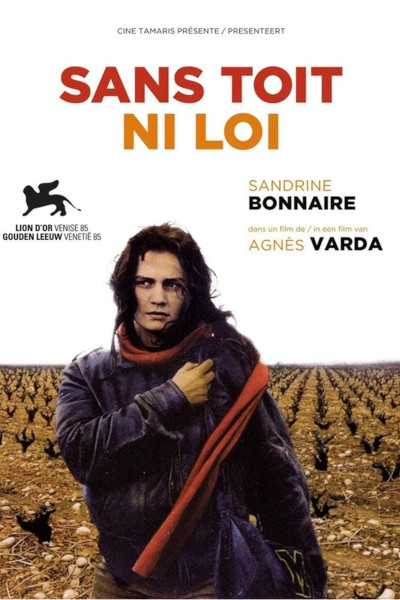 CINE TAMARIS PRÉSENTE / PRESENTEERT
SANS TOIT
NI LOI
SANDRINE
BONNAIRE
LION D'OR VENISE 85
GOUDEN LEEUW VENETIË 85
dans un film de / in een film van
AGNÈS VARDA